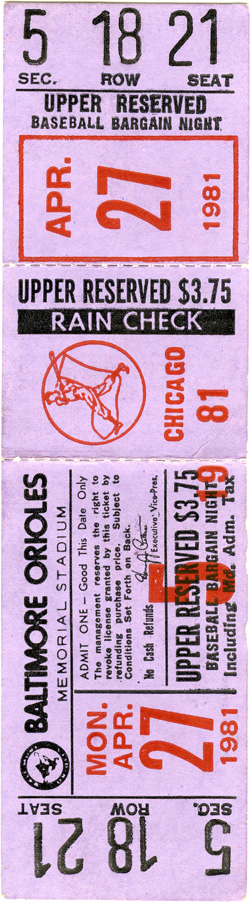 5 18 21
SEC. ROW SEAT
UPPER RESERVED
BASEBALL BARGAIN NIGHT
APR.
27
1981
UPPER RESERVED $3.75
RAIN CHECK
CHICAGO
81
BALTIMORE ORIOLES
MEMORIAL STADIUM
ADMIT ONE – Good This Date Only
The management reserves the right to
revoke license granted by this ticket by
refunding purchase price. Subject to
Conditions Set Forth on Back.
No Cash Refunds
Executive Vice-Pres.
UPPER RESERVED $3.75
BASEBALL BARGAIN NIGHT
Including Md. Adm. Tax
MON.
APR.
27
1981
SEC. ROW SEAT
5 18 21